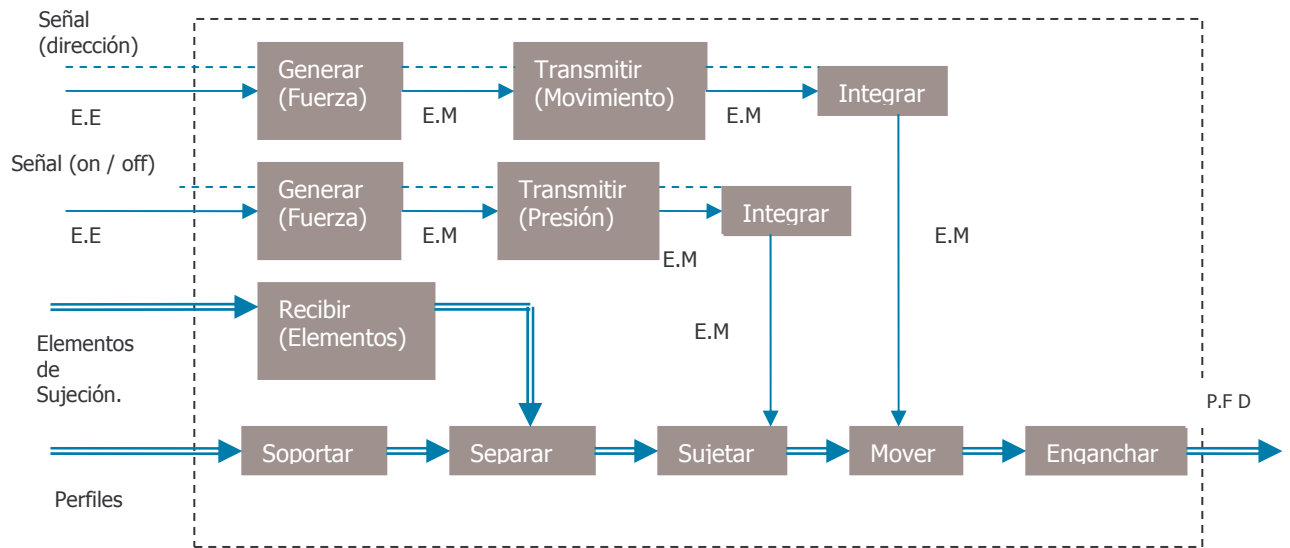 Señal
(dirección)
Generar
(Fuerza)
Transmitir
(Movimiento)
Integrar
E.E
E.M
E.M
Señal (on / off)
Generar
(Fuerza)
Transmitir
(Presión)
Integrar
E.E
E.M
E.M
E.M
Recibir
(Elementos)
E.M
Elementos
de
Sujeción.
P.F D
Soportar
Separar
Sujetar
Mover
Enganchar
Perfiles